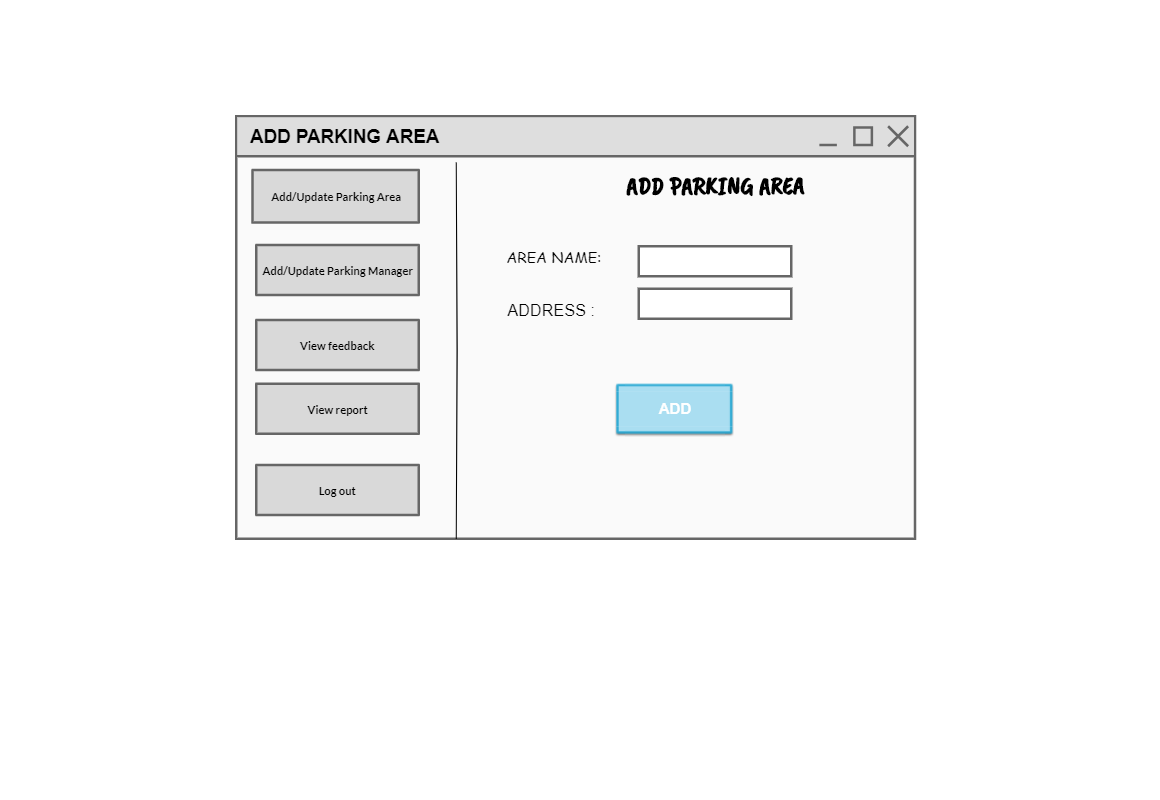 ADD PARKING AREA
Add/Update Parking Area
Add/Update Parking Manager
View feedback
View report
Log out
ADD PARKING AREA
AREA NAME:
ADDRESS :
ADD